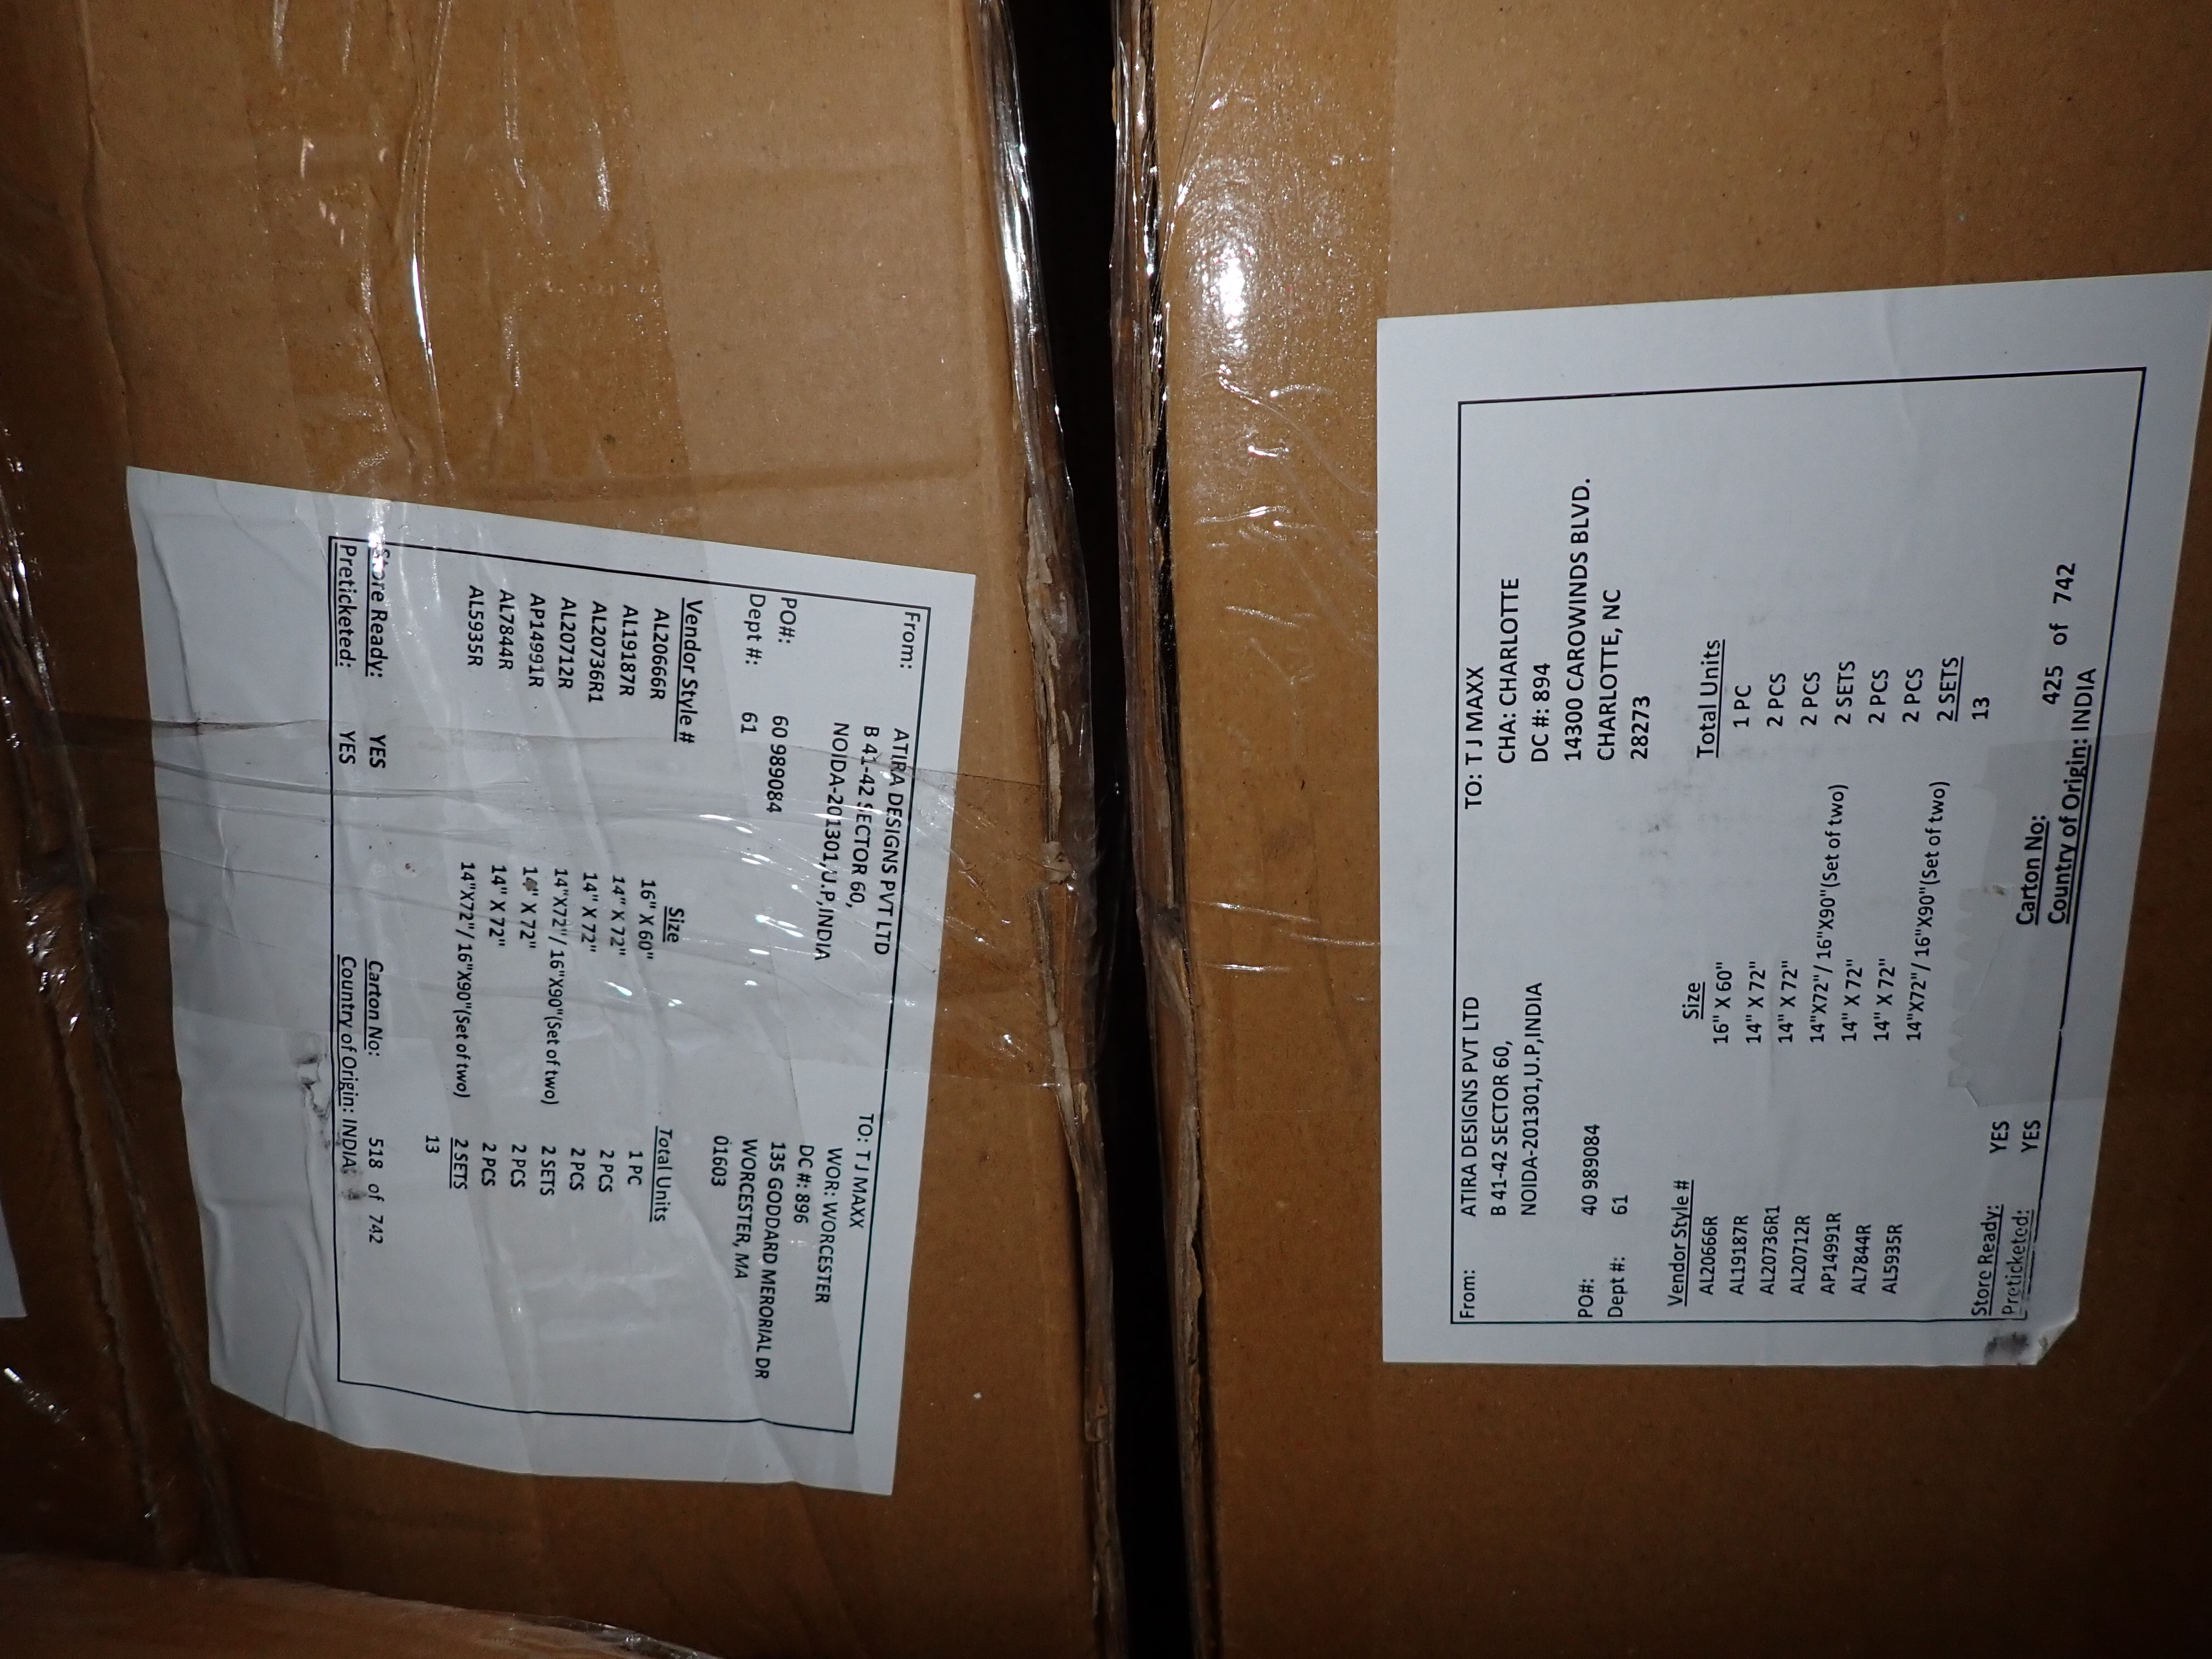 From: ATIRA DESIGNS PVT LTD TO: T J MAXX
B 41-42 SECTOR 60, WOR: WORCESTER
NOIDA-201301,U.P,INDIA DC #: 896
135 GODDARD MERORIAL DR
PO#: 60 989084 WORCESTER, MA
Dept #: 61 01603
Vendor Style # Size Total Units
AL20666R 16" X 60" 1 PC
AL19187R 14" X 72" 2 PCS
AL20736R1 14" X 72" 2 PCS
AL20712R 14"X72"/ 16"X90"(Set of two) 2 SETS
AP14991R 14" X 72" 2 PCS
AL7844R 14" X 72" 2 PCS
AL5935R 14"X72"/ 16"X90"(Set of two) 2 SETS
13
Store Ready: YES Carton No: 518 of 742
Preticketed: YES Country of Origin: INDIA
From: ATIRA DESIGNS PVT LTD TO: T J MAXX
B 41-42 SECTOR 60, CHA: CHARLOTTE
NOIDA-201301,U.P,INDIA DC #: 894
14300 CAROWINDS BLVD.
PO#: 40 989084 CHARLOTTE, NC
Dept #: 61 28273
Vendor Style # Size Total Units
AL20666R 16" X 60" 1 PC
AL19187R 14" X 72" 2 PCS
AL20736R1 14" X 72" 2 PCS
AL20712R 14"X72"/ 16"X90"(Set of two) 2 SETS
AP14991R 14" X 72" 2 PCS
AL7844R 14" X 72" 2 PCS
AL5935R 14"X72"/ 16"X90"(Set of two) 2 SETS
13
Store Ready: YES Carton No: 425 of 742
Preticketed: YES Country of Origin: INDIA